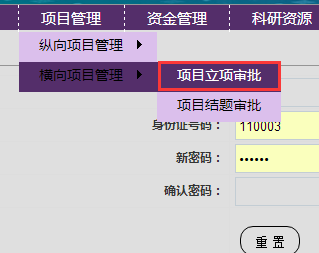 项目管理 资金管理 科研资源
纵向项目管理
横向项目管理 项目立项审批
项目结题审批
身份证号码： 110003
新密码： ••••••
确认密码：
重 置